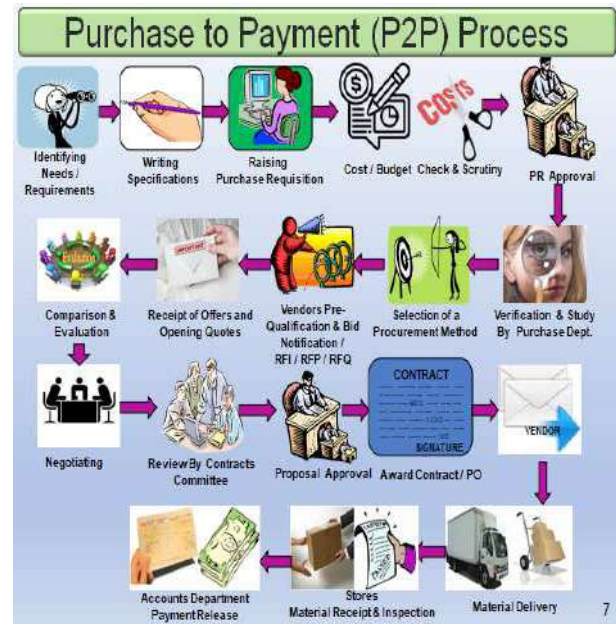 Purchase to Payment (P2P) Process
COSTS
Identifying
Needs /
Requirements
Writing
Specifications
Raising
Purchase Requisition
Cost / Budget Check & Scrutiny
PR Approval
Evaluation
IMPORTANT
Comparison &
Evaluation
Receipt of Offers and
Opening Quotes
Vendors Pre-
Qualification & Bid
Notification /
RFI / RFP / RFQ
Selection of a
Procurement Method
Verification & Study
By Purchase Dept.
CONTRACT
SIGNATURE
VENDOR
Negotiating
Review By Contracts
Committee
Proposal Approval
Award Contract / PO
Accounts Department
Payment Release
Stores
Material Receipt & Inspection
Material Delivery
7